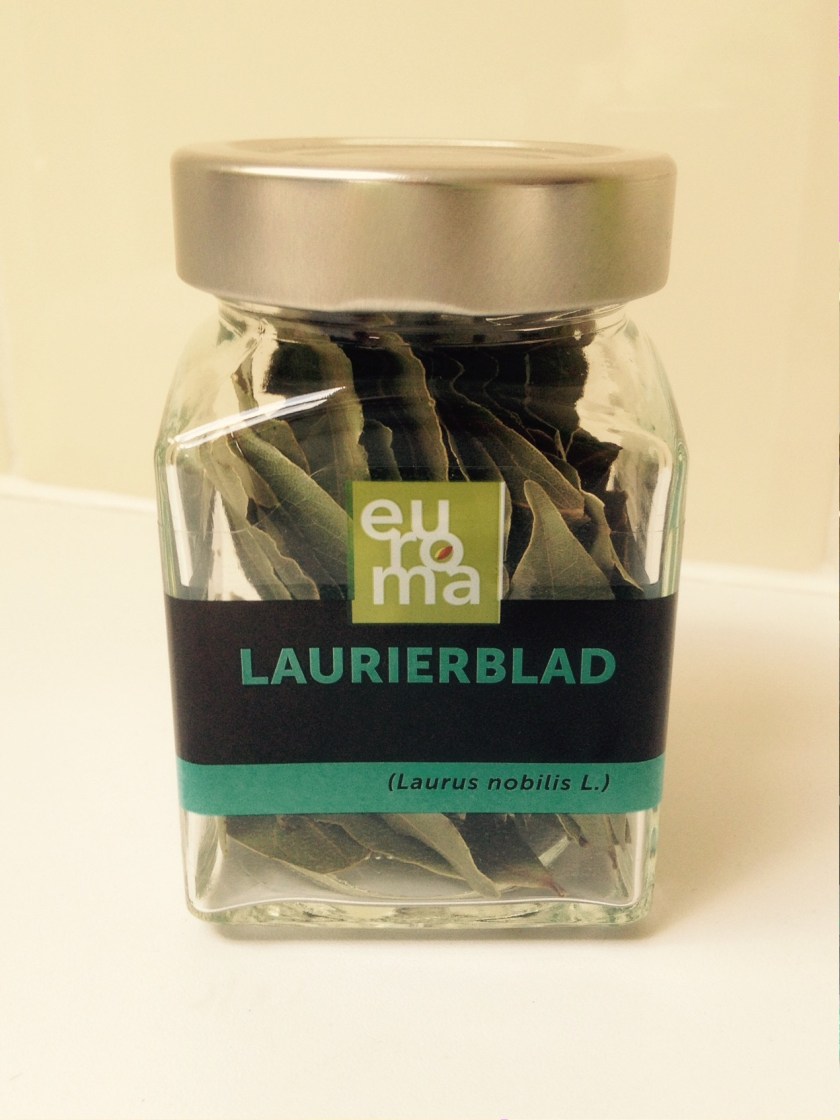 eu
ro
ma
LAURIERBLAD
(Laurus nobilis L.)